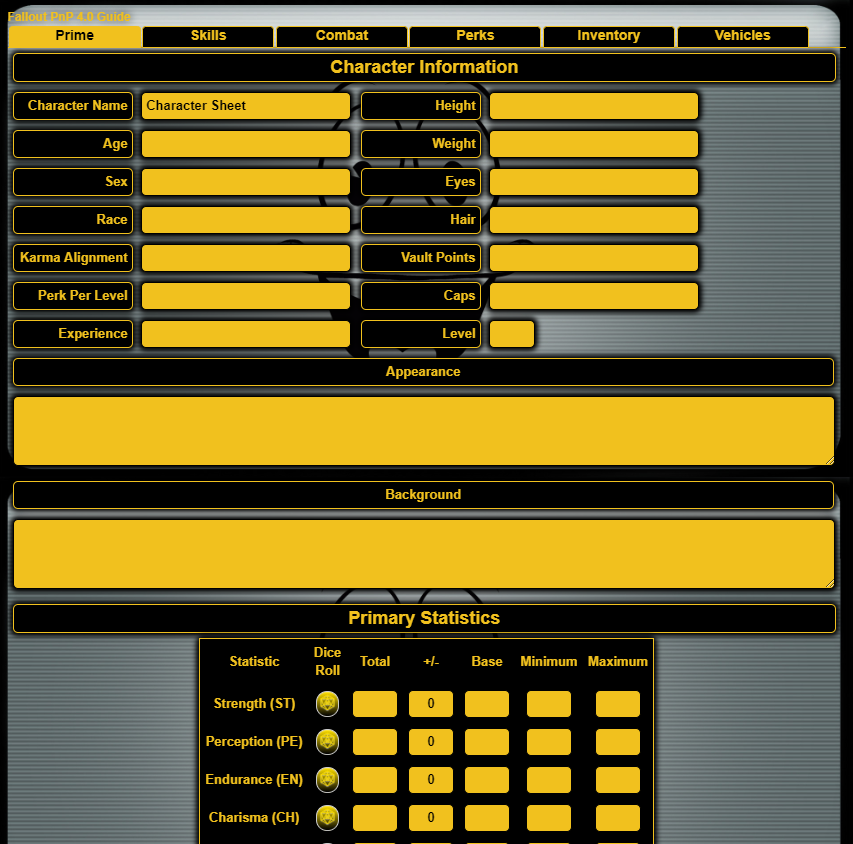 Fallout PnP 4.0 Guide
Prime Skills Combat Perks Inventory Vehicles
Character Information
Character Name Character Sheet Height
Age Weight
Sex Eyes
Race Hair
Karma Alignment Vault Points
Perk Per Level Caps
Experience Level
Appearance
Background
Primary Statistics
Statistic Dice Roll Total +/- Base Minimum Maximum
Strength (ST) 0
Perception (PE) 0
Endurance (EN) 0
Charisma (CH) 0